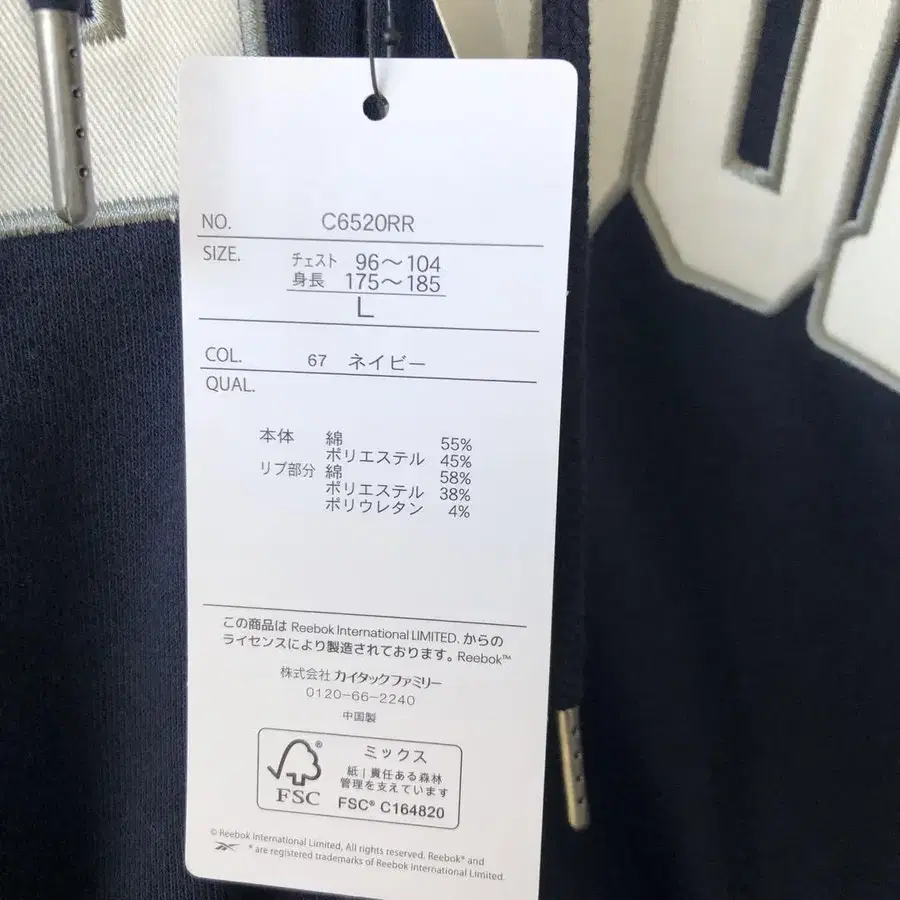 NO. C6520RR
SIZE. チェスト 96〜104
身長 175〜185
L
COL. 67 ネイビー
QUAL.
本体 綿 55%
ポリエステル 45%
リブ部分 綿 58%
ポリエステル 38%
ポリウレタン 4%
この商品は Reebok International LIMITED. からの
ライセンスにより製造されております。Reebok™
株式会社 カイタックファミリー
0120-66-2240
中国製
ミックス
紙 | 責任ある森林
管理を支えています
FSC® C164820
FSC
© Reebok International Limited, All rights reserved. Reebok® and
® are registered trademarks of Reebok International Limited.